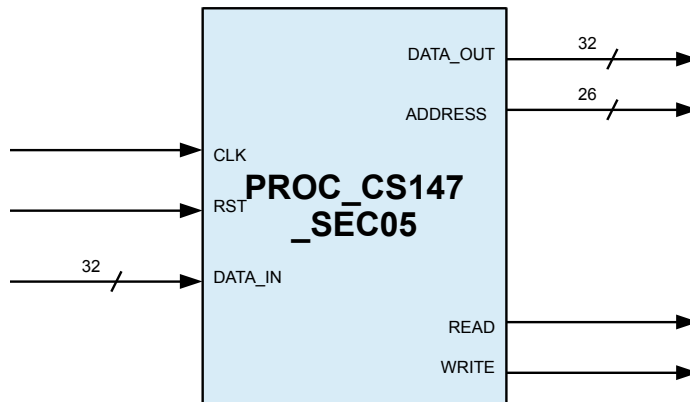 32
DATA_OUT
26
ADDRESS
CLK
PROC_CS147
RST
_SEC05
32
DATA_IN
READ
WRITE